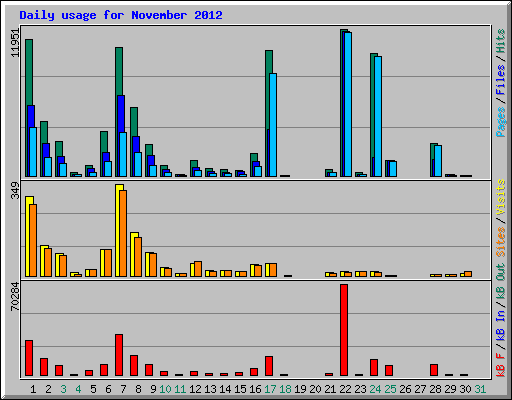 Daily usage for November 2012
11951
349
70284
Pages / Files / Hits
Sites / Visits
kB F / kB In / kB Out
1 2 3 4 5 6 7 8 9 10 11 12 13 14 15 16 17 18 19 20 21 22 23 24 25 26 27 28 29 30 31